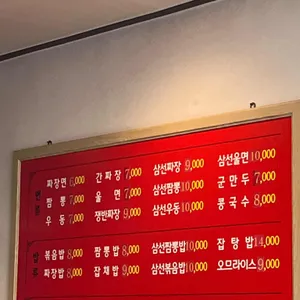 짜장면 6,000 간짜장 7,000 삼선짜장 9,000 삼선울면 10,000
짬뽕 7,000 울면 7,000 삼선짬뽕 10,000 군만두 7,000
우동 7,000 쟁반짜장 9,000 삼선우동 10,000 콩국수 8,000
볶음밥 8,000 짬뽕밥 8,000 삼선짬뽕밥 10,000 잡탕밥 14,000
짜장밥 8,000 잡채밥 9,000 삼선볶음밥 10,000 오므라이스 9,000